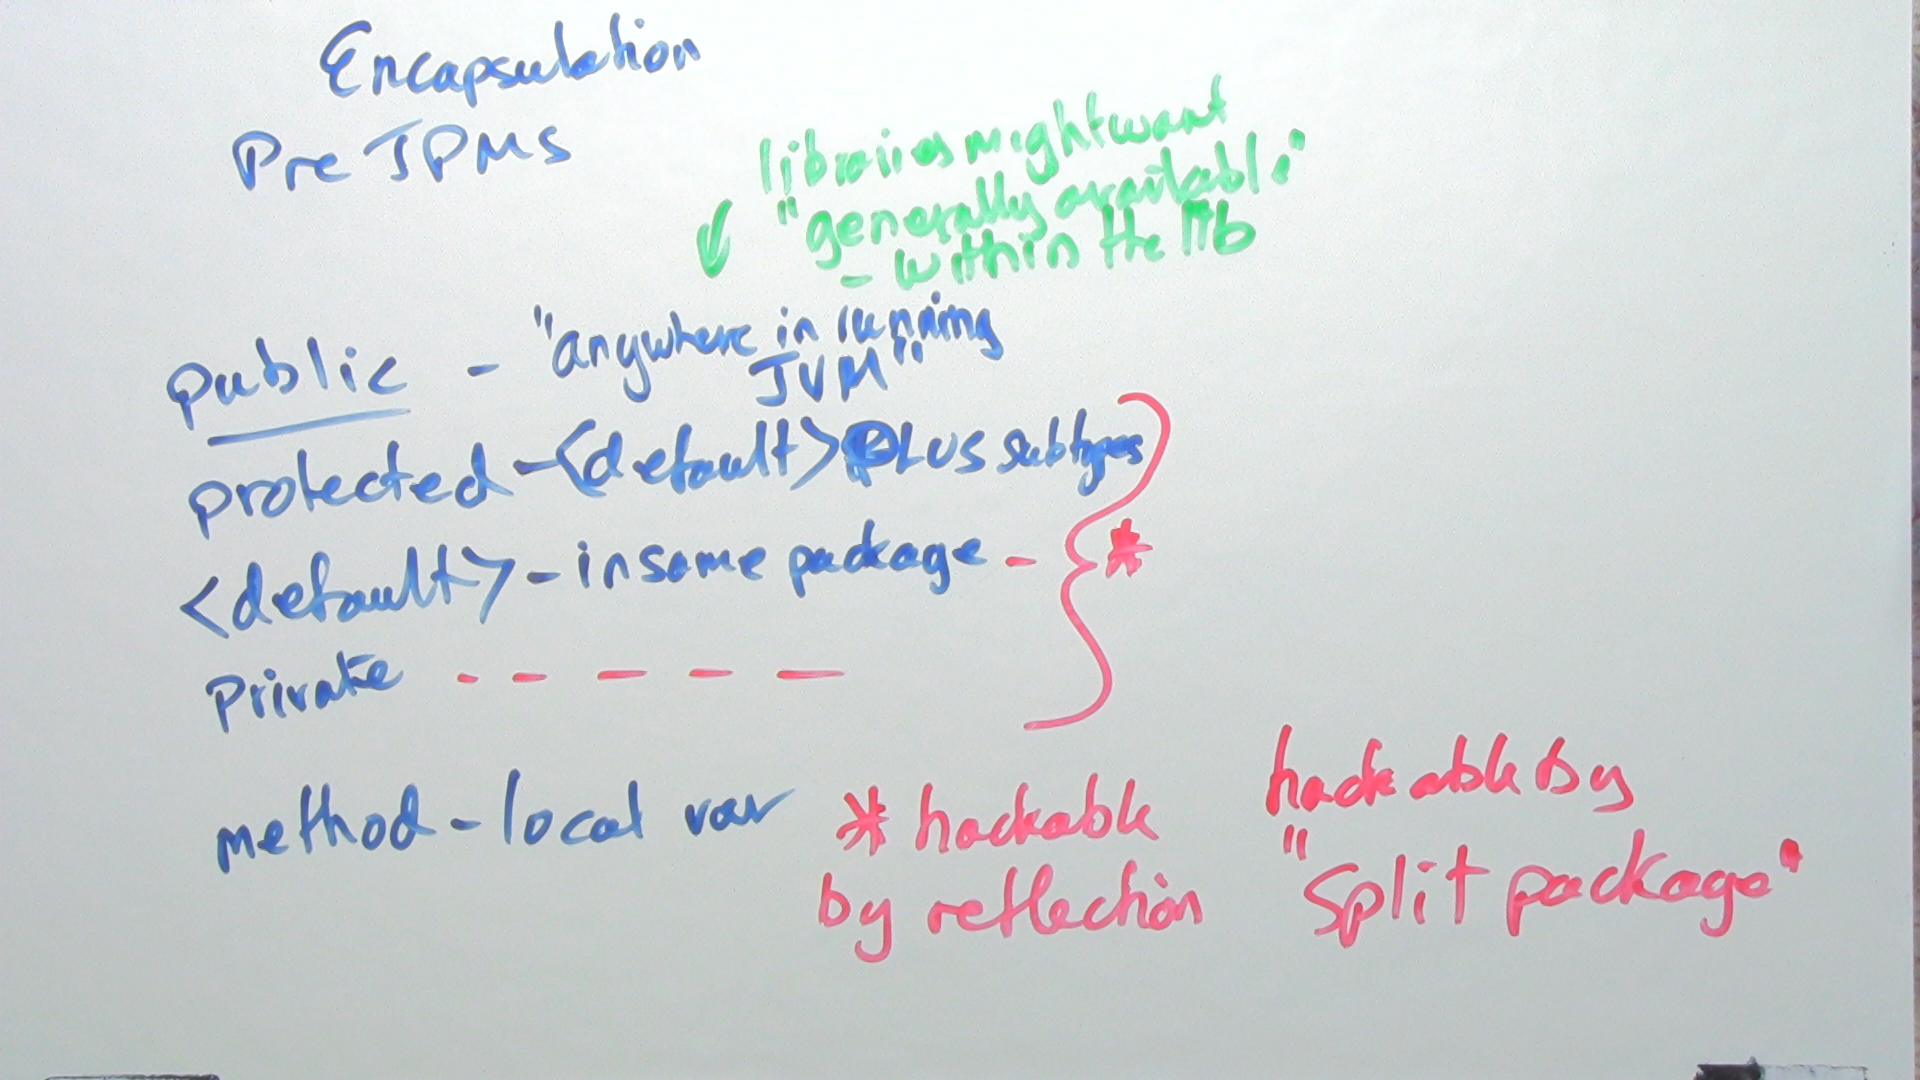 Encapsulation
Pre JPMS
libraries might want
"generally available"
- within the lib
public - "anywhere in running
JVM"
protected - <default> PLUS subtypes
<default> - in same package - *
Private - - - - -
method - local var
* hackable
by reflection
hackable by
"Split package"